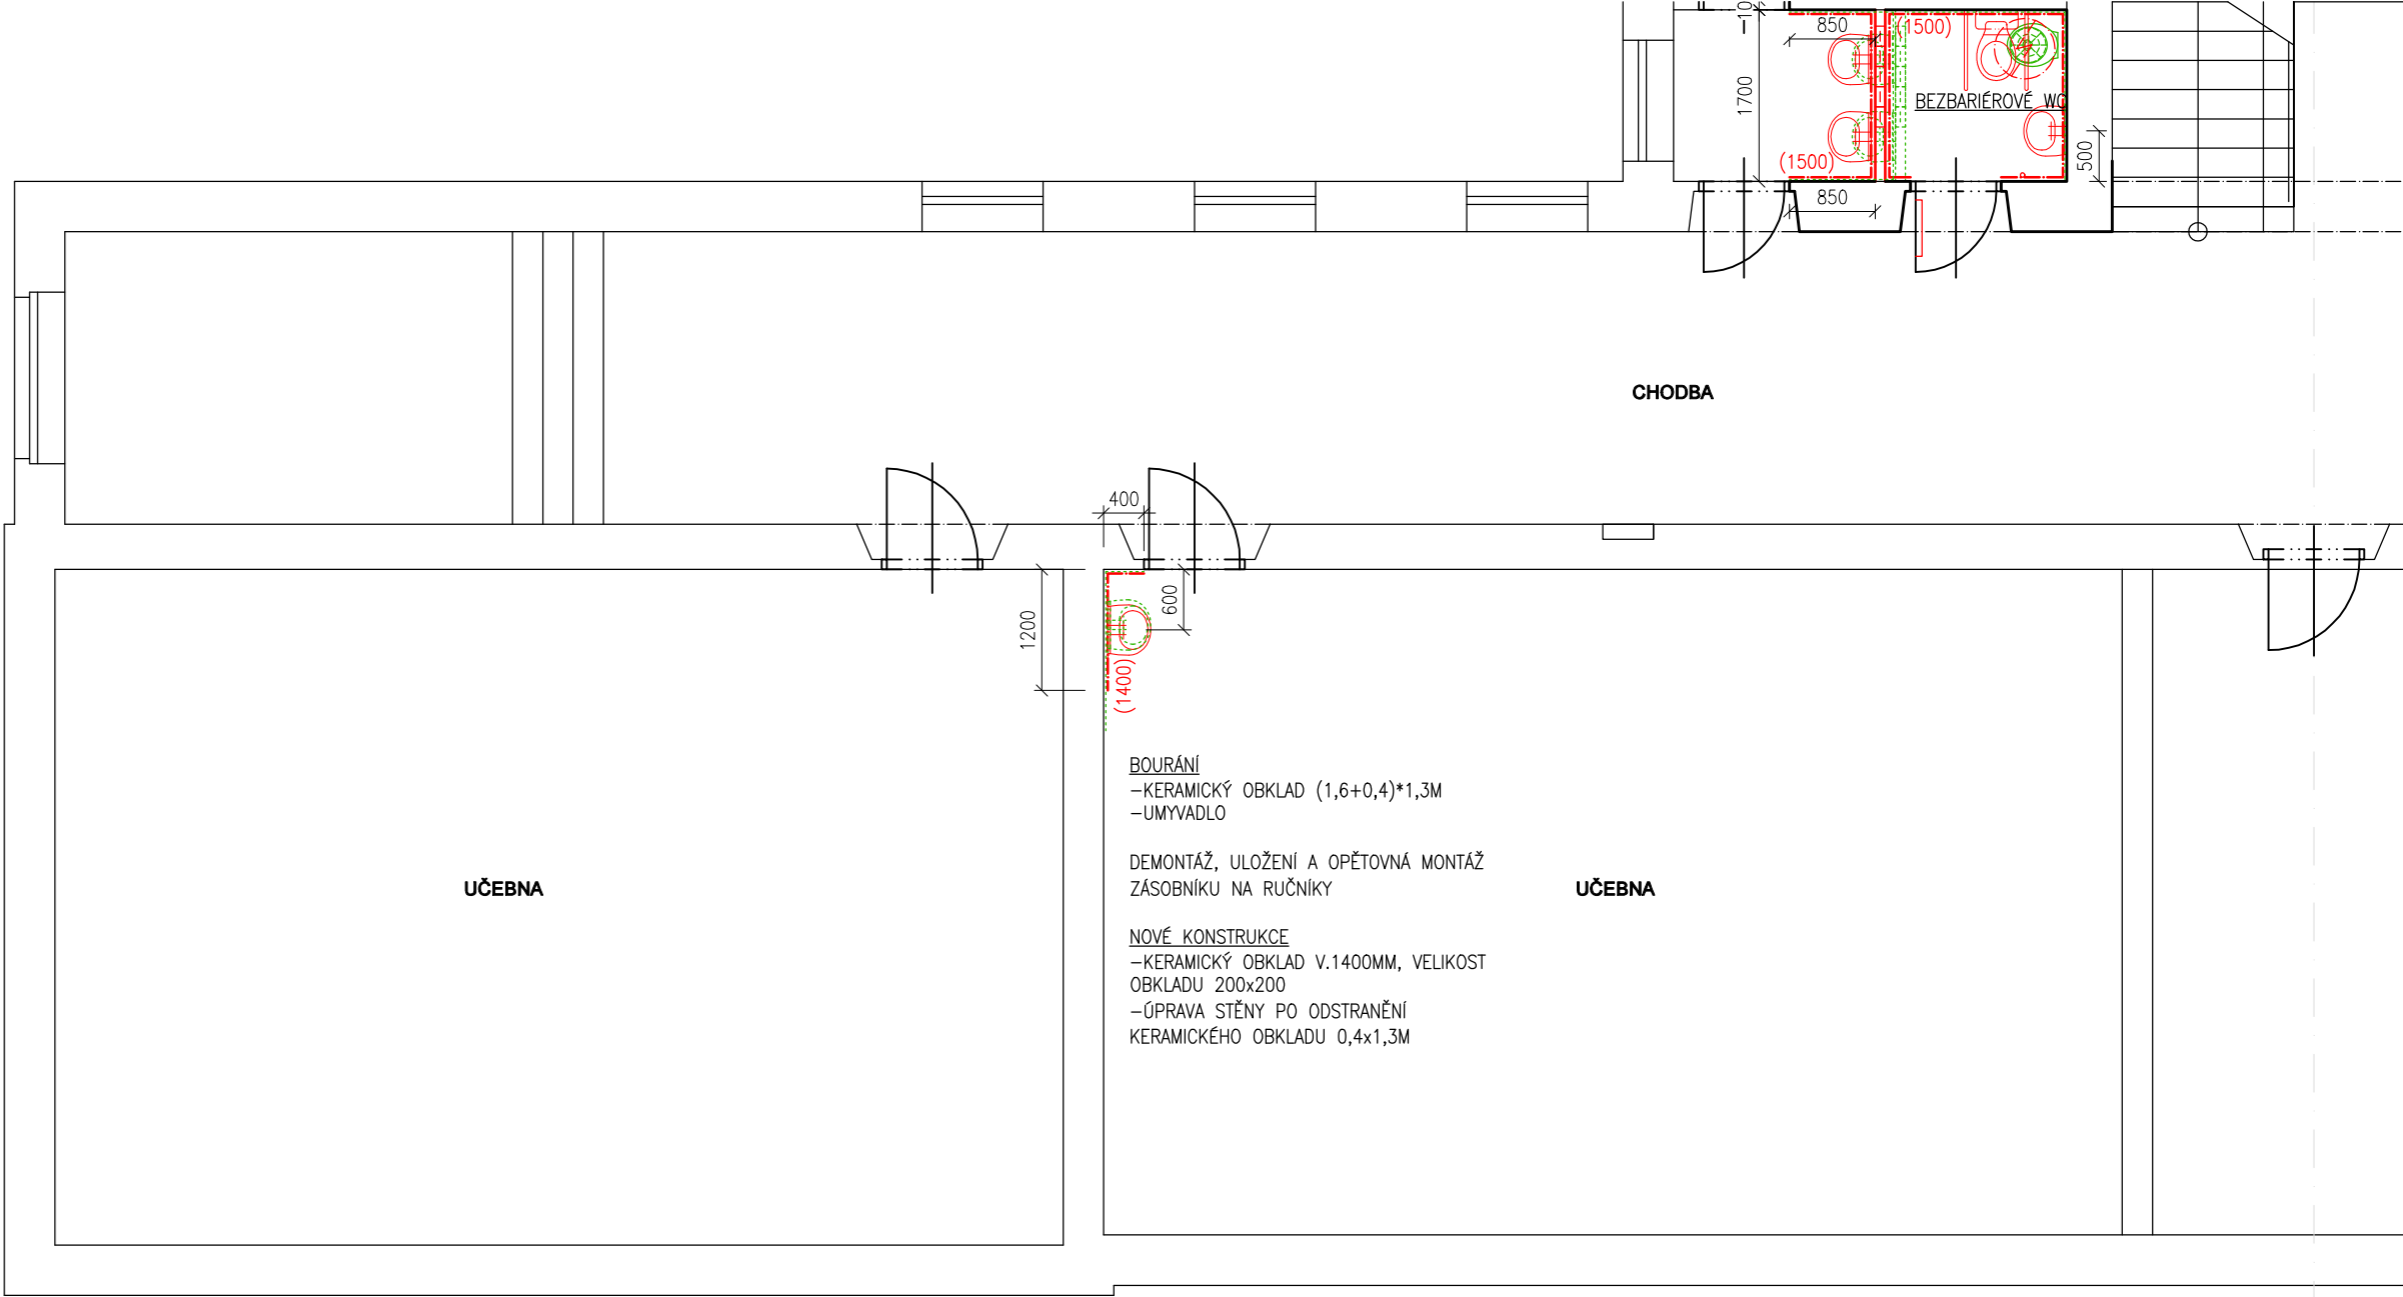 -10
850
(1500)
1700
BEZBARIÉROVÉ WC
(1500)
500
850
CHODBA
400
600
1200
(1400)
BOURÁNÍ
-KERAMICKÝ OBKLAD (1,6+0,4)*1,3M
-UMYVADLO
DEMONTÁŽ, ULOŽENÍ A OPĚTOVNÁ MONTÁŽ
ZÁSOBNÍKU NA RUČNÍKY
UČEBNA
UČEBNA
NOVÉ KONSTRUKCE
-KERAMICKÝ OBKLAD V.1400MM, VELIKOST
OBKLADU 200x200
-ÚPRAVA STĚNY PO ODSTRANĚNÍ
KERAMICKÉHO OBKLADU 0,4x1,3M